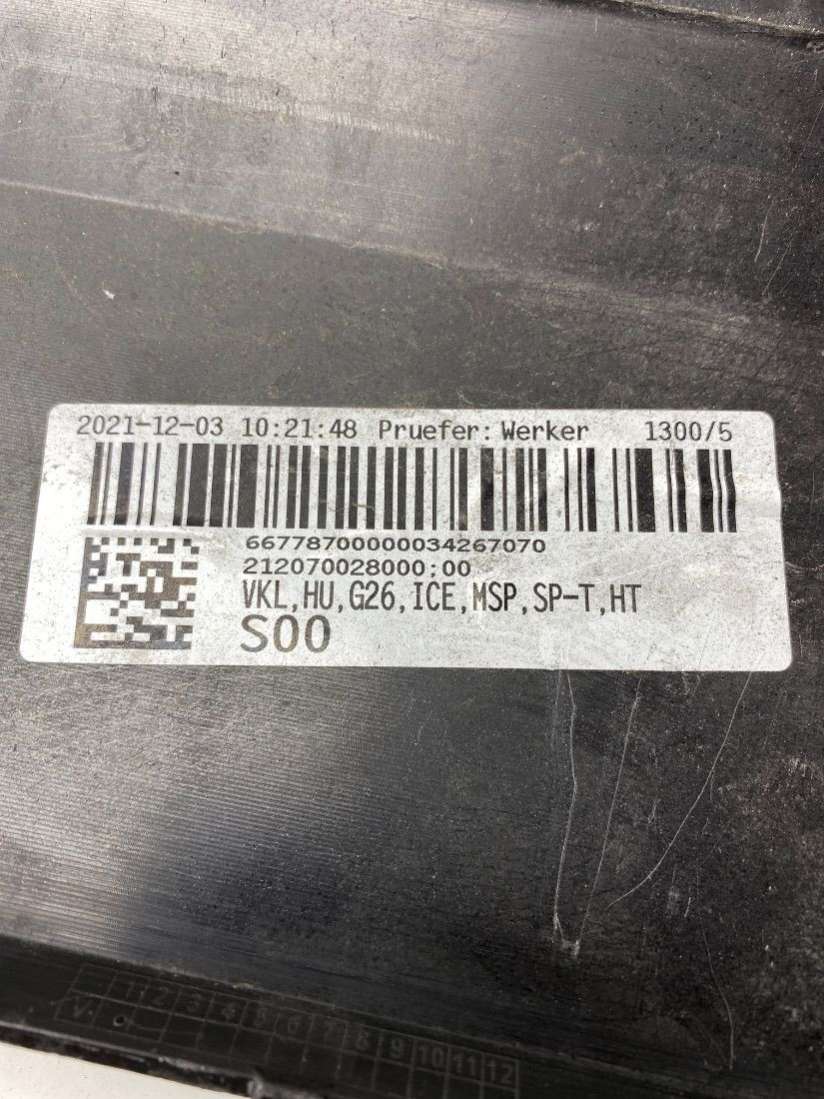 2021-12-03 10:21:48 Pruefer: Werker 1300/5
66778700000034267070
212070028000;00
VKL,HU,G26,ICE,MSP,SP-T,HT
S00
1 2 3 4 5 6 7 8 9 10 11 12
V.